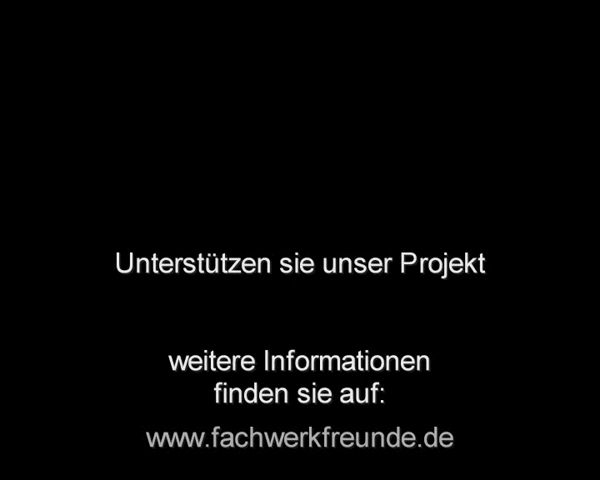 Unterstützen sie unser Projekt
weitere Informationen
finden sie auf:
www.fachwerkfreunde.de